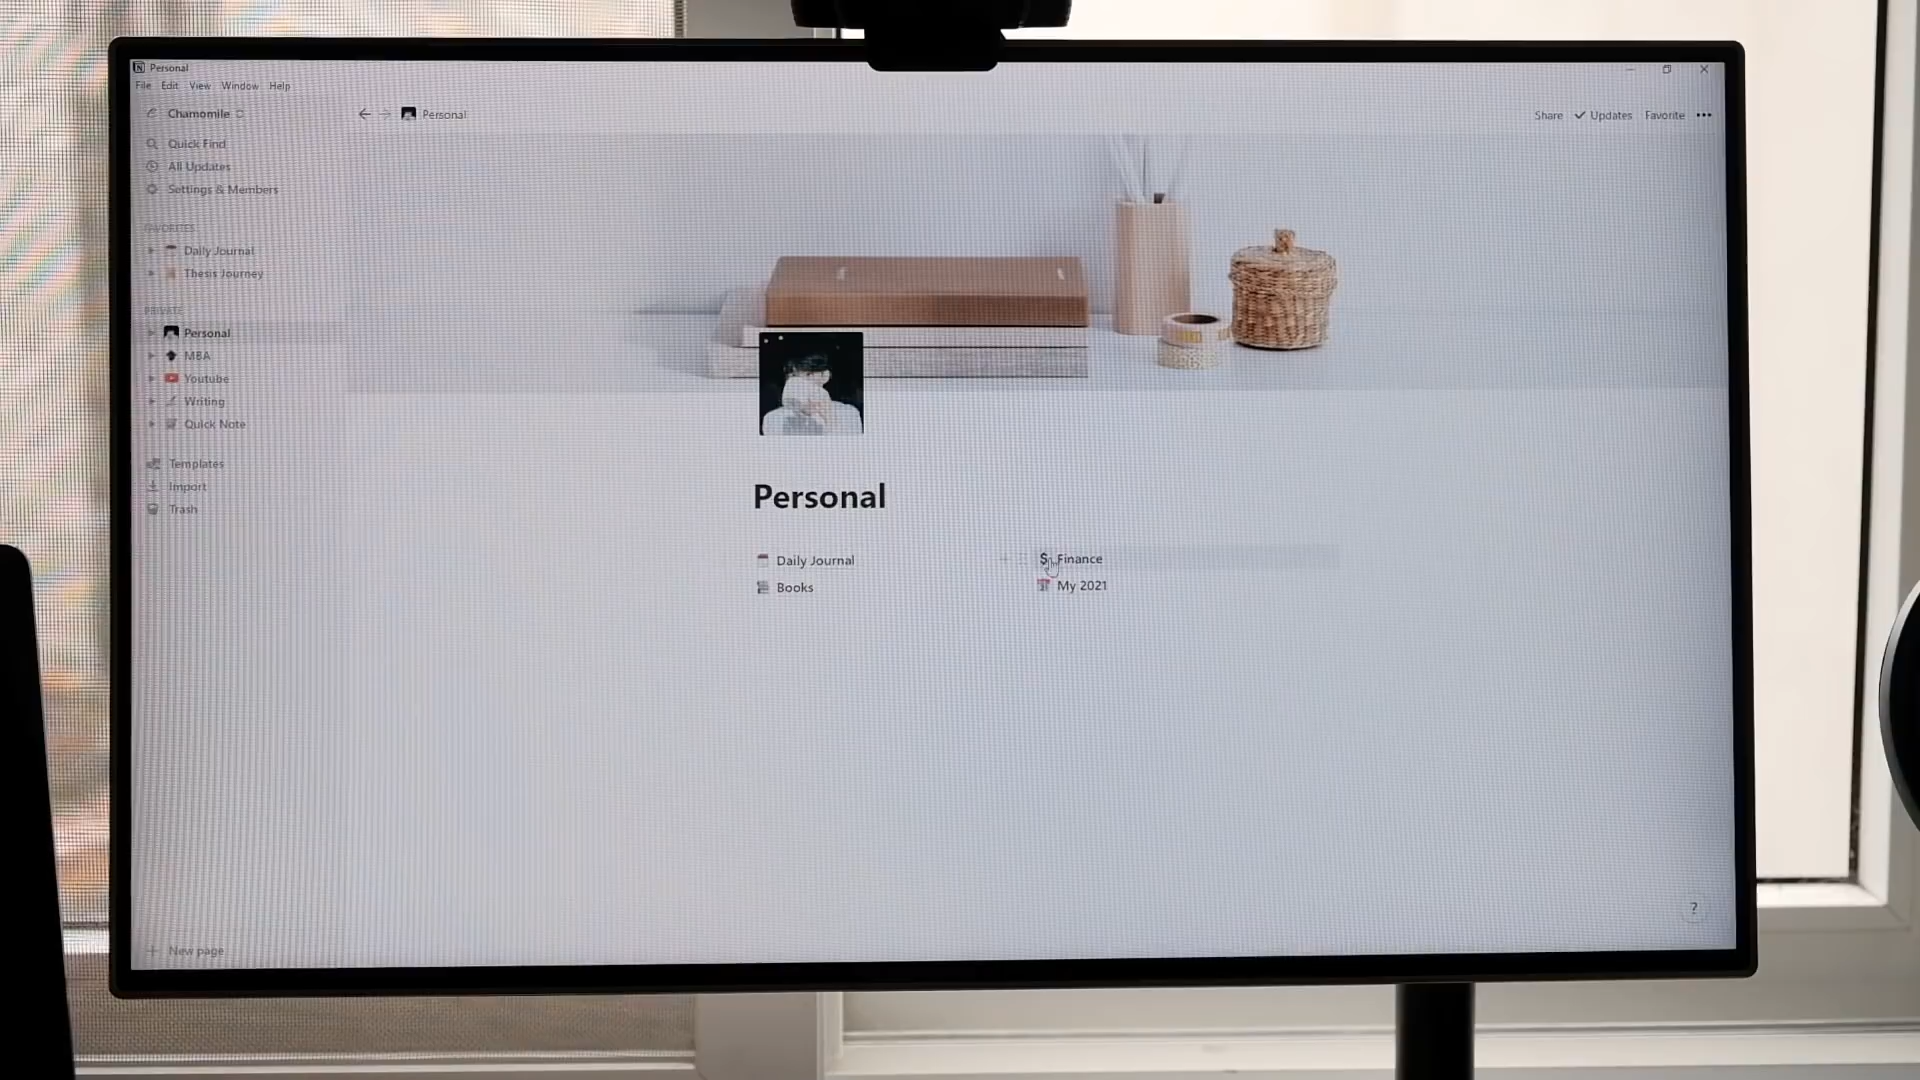 Personal
File Edit View Window Help
Chamomile
Personal
Share Updates Favorite
Quick Find
All Updates
Settings & Members
FAVORITES
Daily Journal
Thesis Journey
PRIVATE
Personal
MBA
Youtube
Writing
Quick Note
Templates
Import
Trash
New page
Personal
Daily Journal
Books
$ Finance
My 2021
?